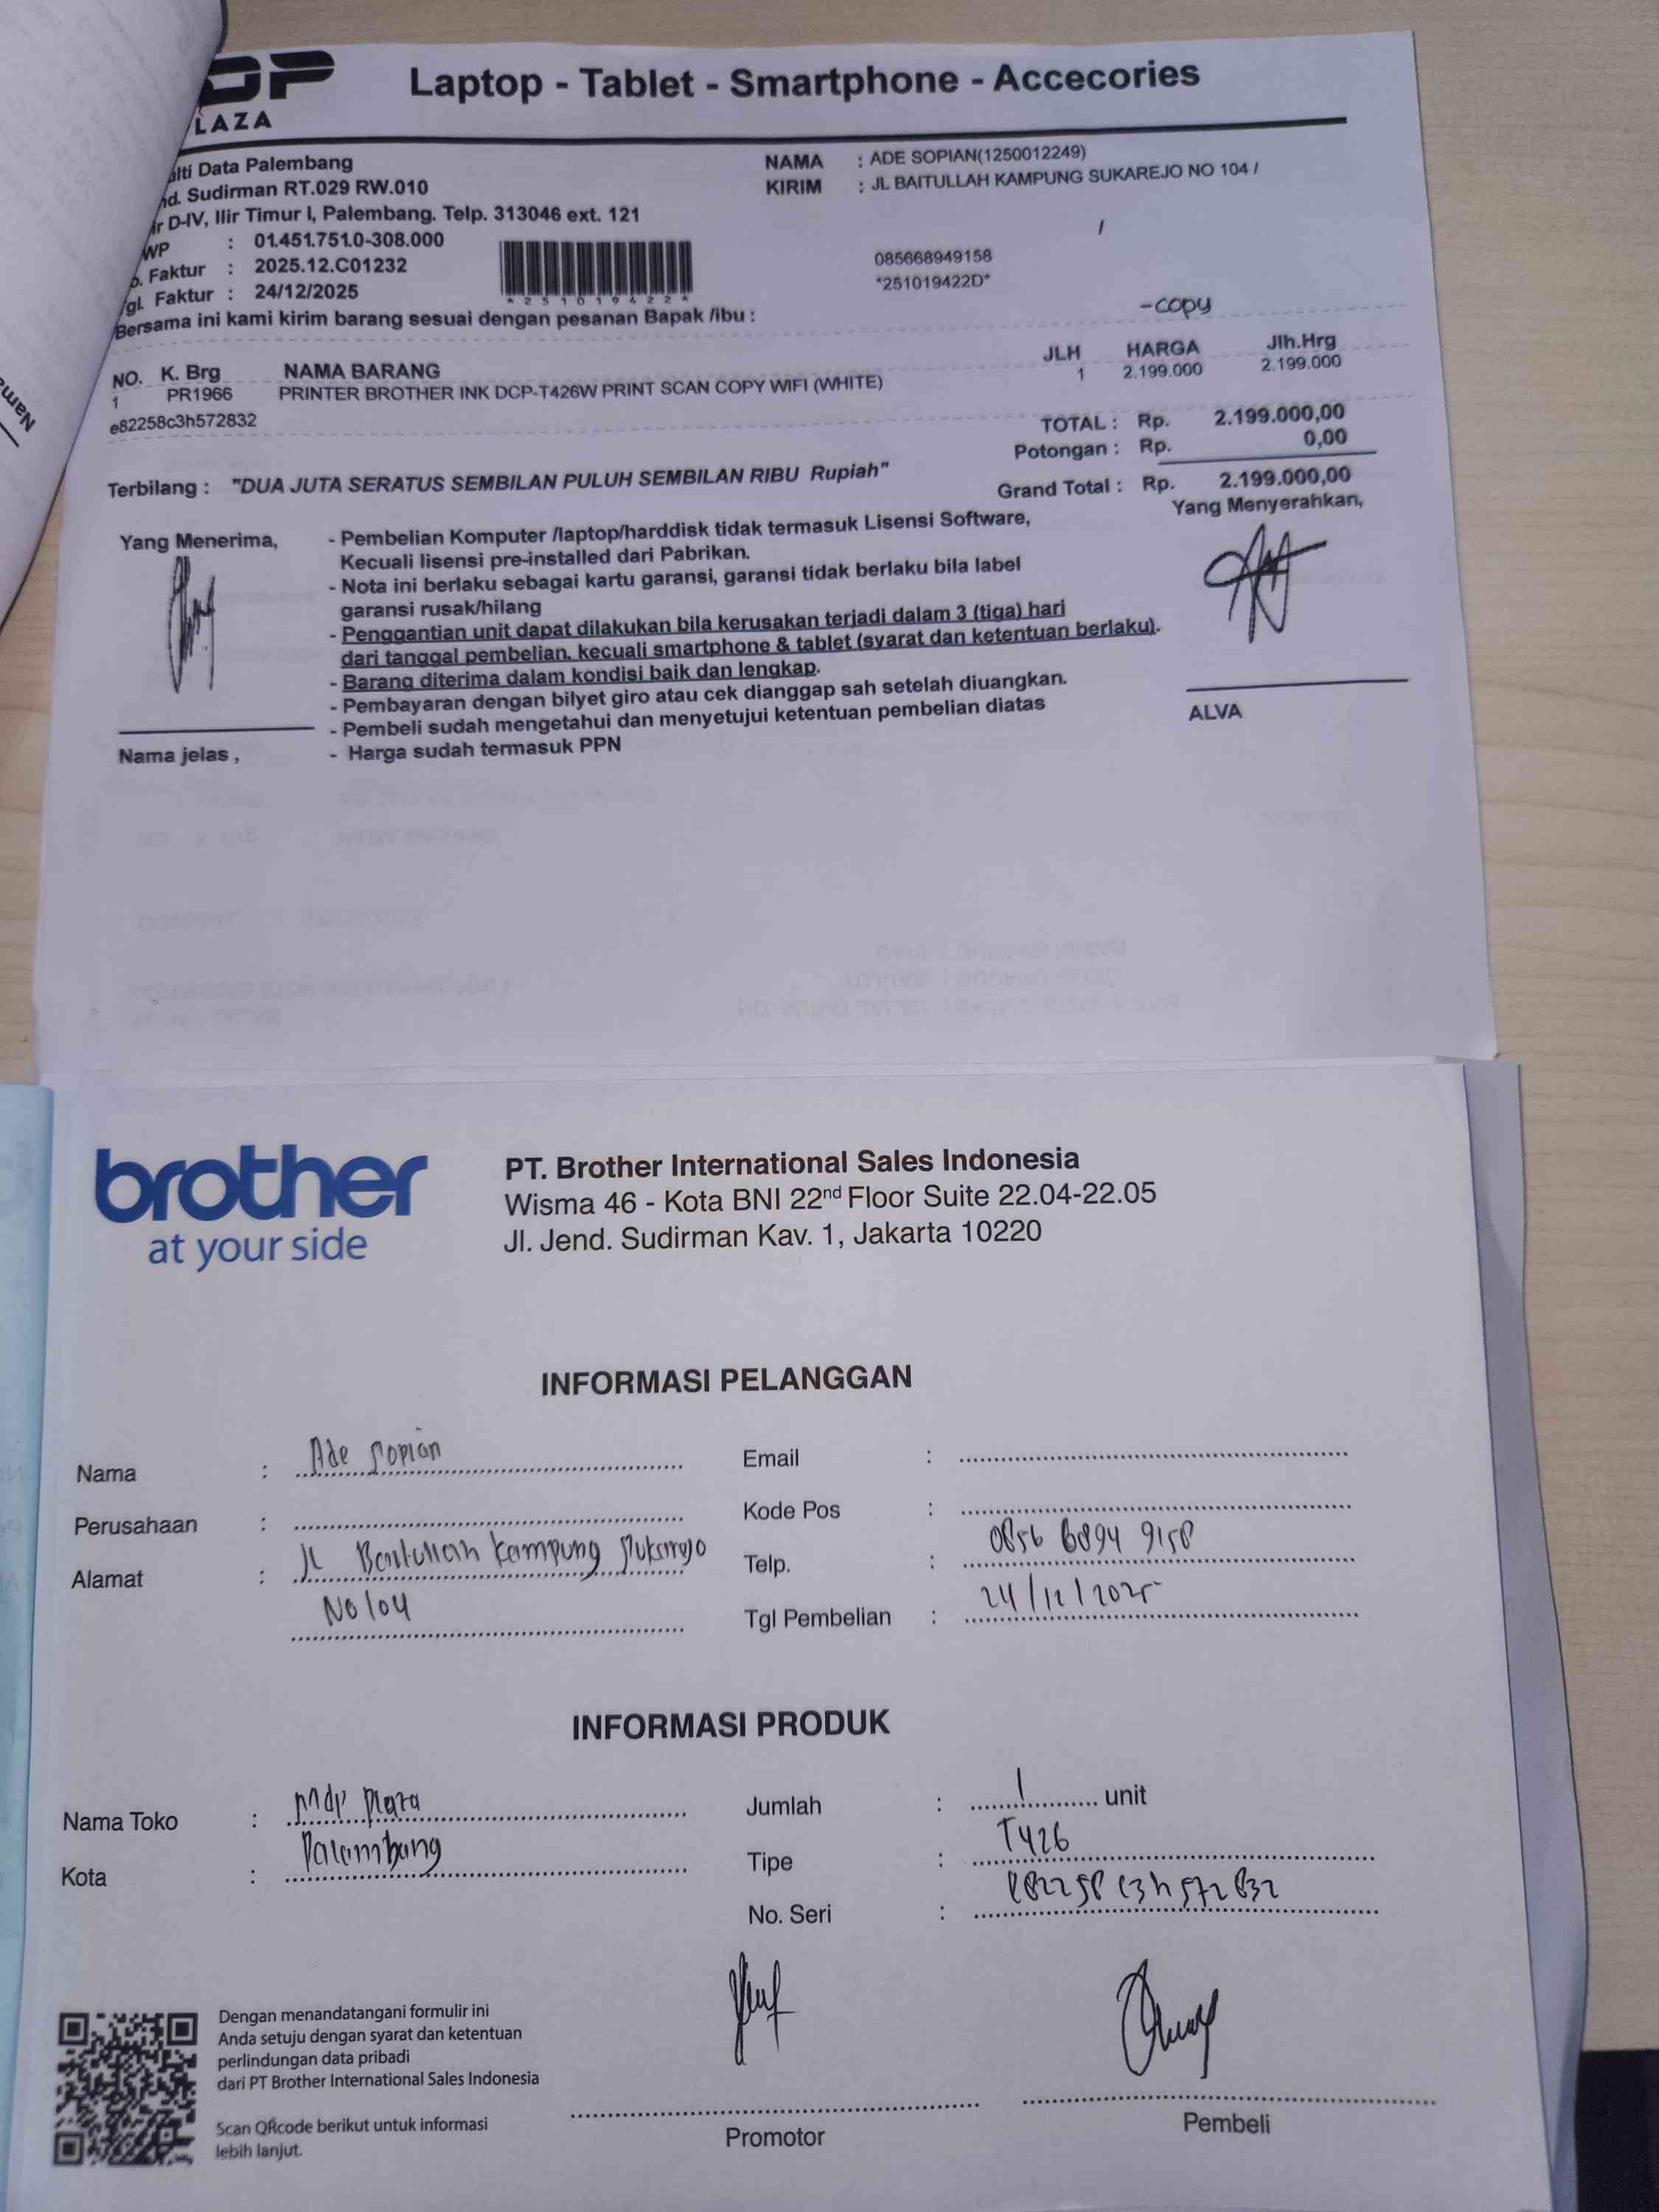 DP
LAZA
Laptop - Tablet - Smartphone - Accecories
Data Palembang
Sudirman RT.029 RW.010
D-IV, Ilir Timur I, Palembang. Telp. 313046 ext. 121
WP : 01.451.751.0-308.000
Faktur : 2025.12.C01232
gl. Faktur : 24/12/2025
*251019422*
NAMA : ADE SOPIAN(1250012249)
KIRIM : JL BAITULLAH KAMPUNG SUKAREJO NO 104 /
/
085668949158
*251019422D*
-copy
Bersama ini kami kirim barang sesuai dengan pesanan Bapak /ibu :
NO. K. Brg NAMA BARANG JLH HARGA Jlh.Hrg
1 PR1966 PRINTER BROTHER INK DCP-T426W PRINT SCAN COPY WIFI (WHITE) 1 2.199.000 2.199.000
e82258c3h572832
TOTAL : Rp. 2.199.000,00
Potongan : Rp. 0,00
Terbilang : "DUA JUTA SERATUS SEMBILAN PULUH SEMBILAN RIBU Rupiah"
Grand Total : Rp. 2.199.000,00
Yang Menerima,
Yang Menyerahkan,
- Pembelian Komputer /laptop/harddisk tidak termasuk Lisensi Software,
Kecuali lisensi pre-installed dari Pabrikan.
- Nota ini berlaku sebagai kartu garansi, garansi tidak berlaku bila label
garansi rusak/hilang
- Penggantian unit dapat dilakukan bila kerusakan terjadi dalam 3 (tiga) hari
dari tanggal pembelian. kecuali smartphone & tablet (syarat dan ketentuan berlaku).
- Barang diterima dalam kondisi baik dan lengkap.
- Pembayaran dengan bilyet giro atau cek dianggap sah setelah diuangkan.
- Pembeli sudah mengetahui dan menyetujui ketentuan pembelian diatas
- Harga sudah termasuk PPN
Nama jelas ,
ALVA
Nama
brother
at your side
PT. Brother International Sales Indonesia
Wisma 46 - Kota BNI 22nd Floor Suite 22.04-22.05
Jl. Jend. Sudirman Kav. 1, Jakarta 10220
INFORMASI PELANGGAN
Nama : Ade Sopian
Perusahaan :
Alamat : JL Baitullah Kampung Sukarejo
No 104
Email :
Kode Pos :
Telp. : 0856 6894 9158
Tgl Pembelian : 24/12/2025
INFORMASI PRODUK
Nama Toko : Mdp Plaza
Kota : Palembang
Jumlah : 1 unit
Tipe : T426
No. Seri : e82258c3h572832
Dengan menandatangani formulir ini
Anda setuju dengan syarat dan ketentuan
perlindungan data pribadi
dari PT Brother International Sales Indonesia
Scan QRcode berikut untuk informasi
lebih lanjut.
Promotor
Pembeli